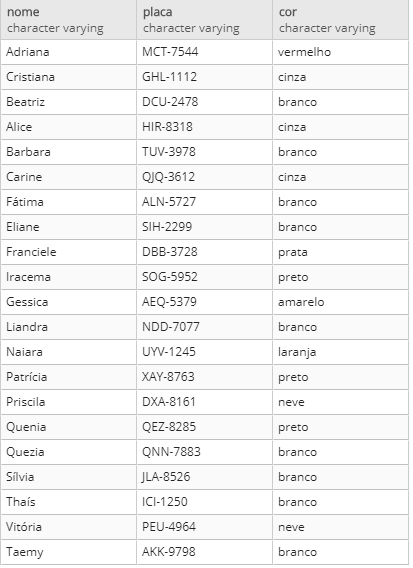 nome placa cor
character varying character varying character varying
Adriana MCT-7544 vermelho
Cristiana GHL-1112 cinza
Beatriz DCU-2478 branco
Alice HIR-8318 cinza
Barbara TUV-3978 branco
Carine QJQ-3612 cinza
Fátima ALN-5727 branco
Eliane SIH-2299 branco
Franciele DBB-3728 prata
Iracema SOG-5952 preto
Gessica AEQ-5379 amarelo
Liandra NDD-7077 branco
Naiara UYV-1245 laranja
Patrícia XAY-8763 preto
Priscila DXA-8161 neve
Quenia QEZ-8285 preto
Quezia QNN-7883 branco
Sílvia JLA-8526 branco
Thaís ICI-1250 branco
Vitória PEU-4964 neve
Taemy AKK-9798 branco